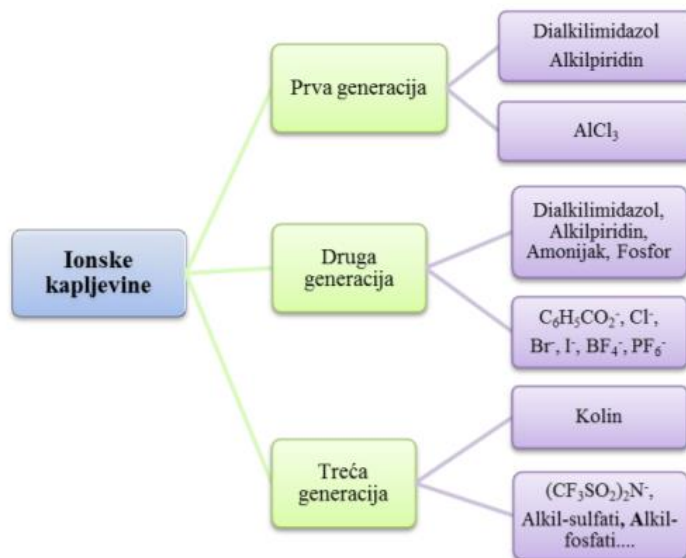 Ionske
kapljevine
Prva generacija
Dialkilimidazol
Alkilpiridin
AlCl₃
Druga
generacija
Dialkilimidazol,
Alkilpiridin,
Amonijak, Fosfor
C₆H₅CO₂⁻, Cl⁻,
Br⁻, I⁻, BF₄⁻, PF₆⁻
Treća
generacija
Kolin
(CF₃SO₂)₂N⁻,
Alkil-sulfati, Alkil-
fosfati....